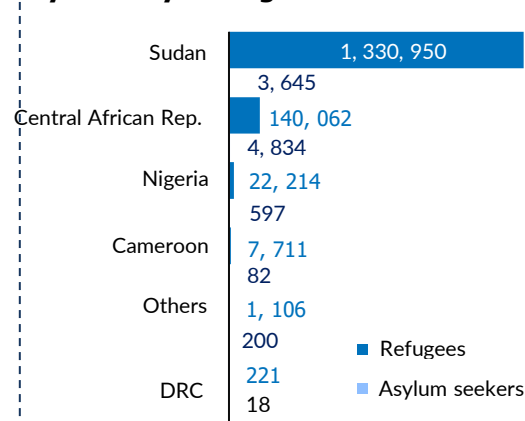 Sudan
1, 330, 950
3, 645
Central African Rep.
140, 062
4, 834
Nigeria
22, 214
597
Cameroon
7, 711
82
Others
1, 106
200
Refugees
DRC
221
18
Asylum seekers